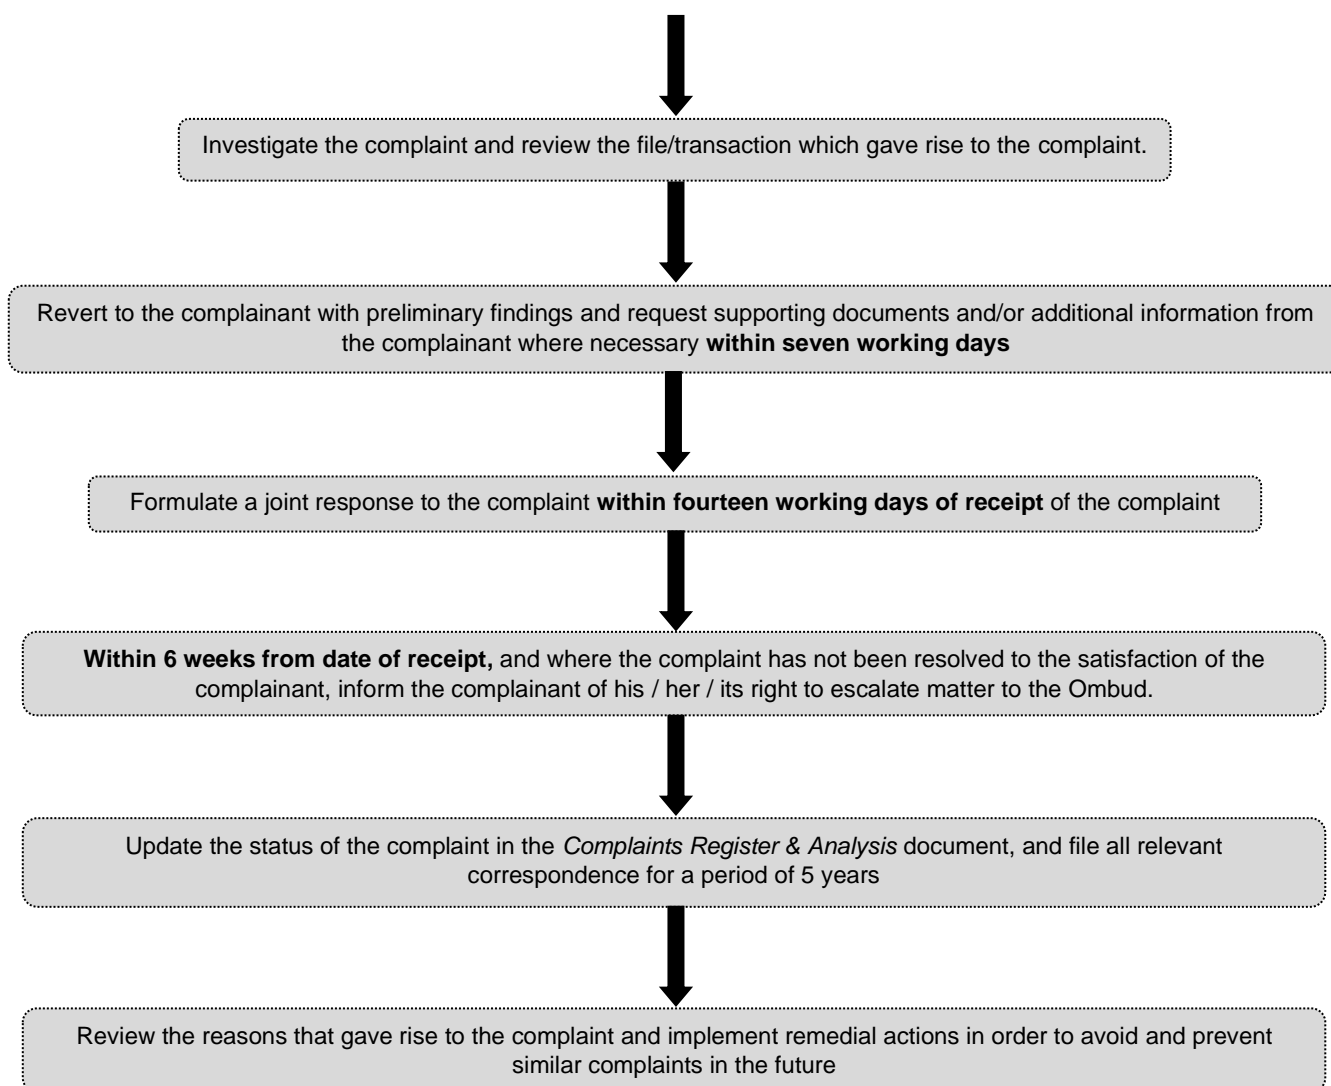 Investigate the complaint and review the file/transaction which gave rise to the complaint.
Revert to the complainant with preliminary findings and request supporting documents and/or additional information from
the complainant where necessary within seven working days
Formulate a joint response to the complaint within fourteen working days of receipt of the complaint
Within 6 weeks from date of receipt, and where the complaint has not been resolved to the satisfaction of the
complainant, inform the complainant of his / her / its right to escalate matter to the Ombud.
Update the status of the complaint in the Complaints Register & Analysis document, and file all relevant
correspondence for a period of 5 years
Review the reasons that gave rise to the complaint and implement remedial actions in order to avoid and prevent
similar complaints in the future